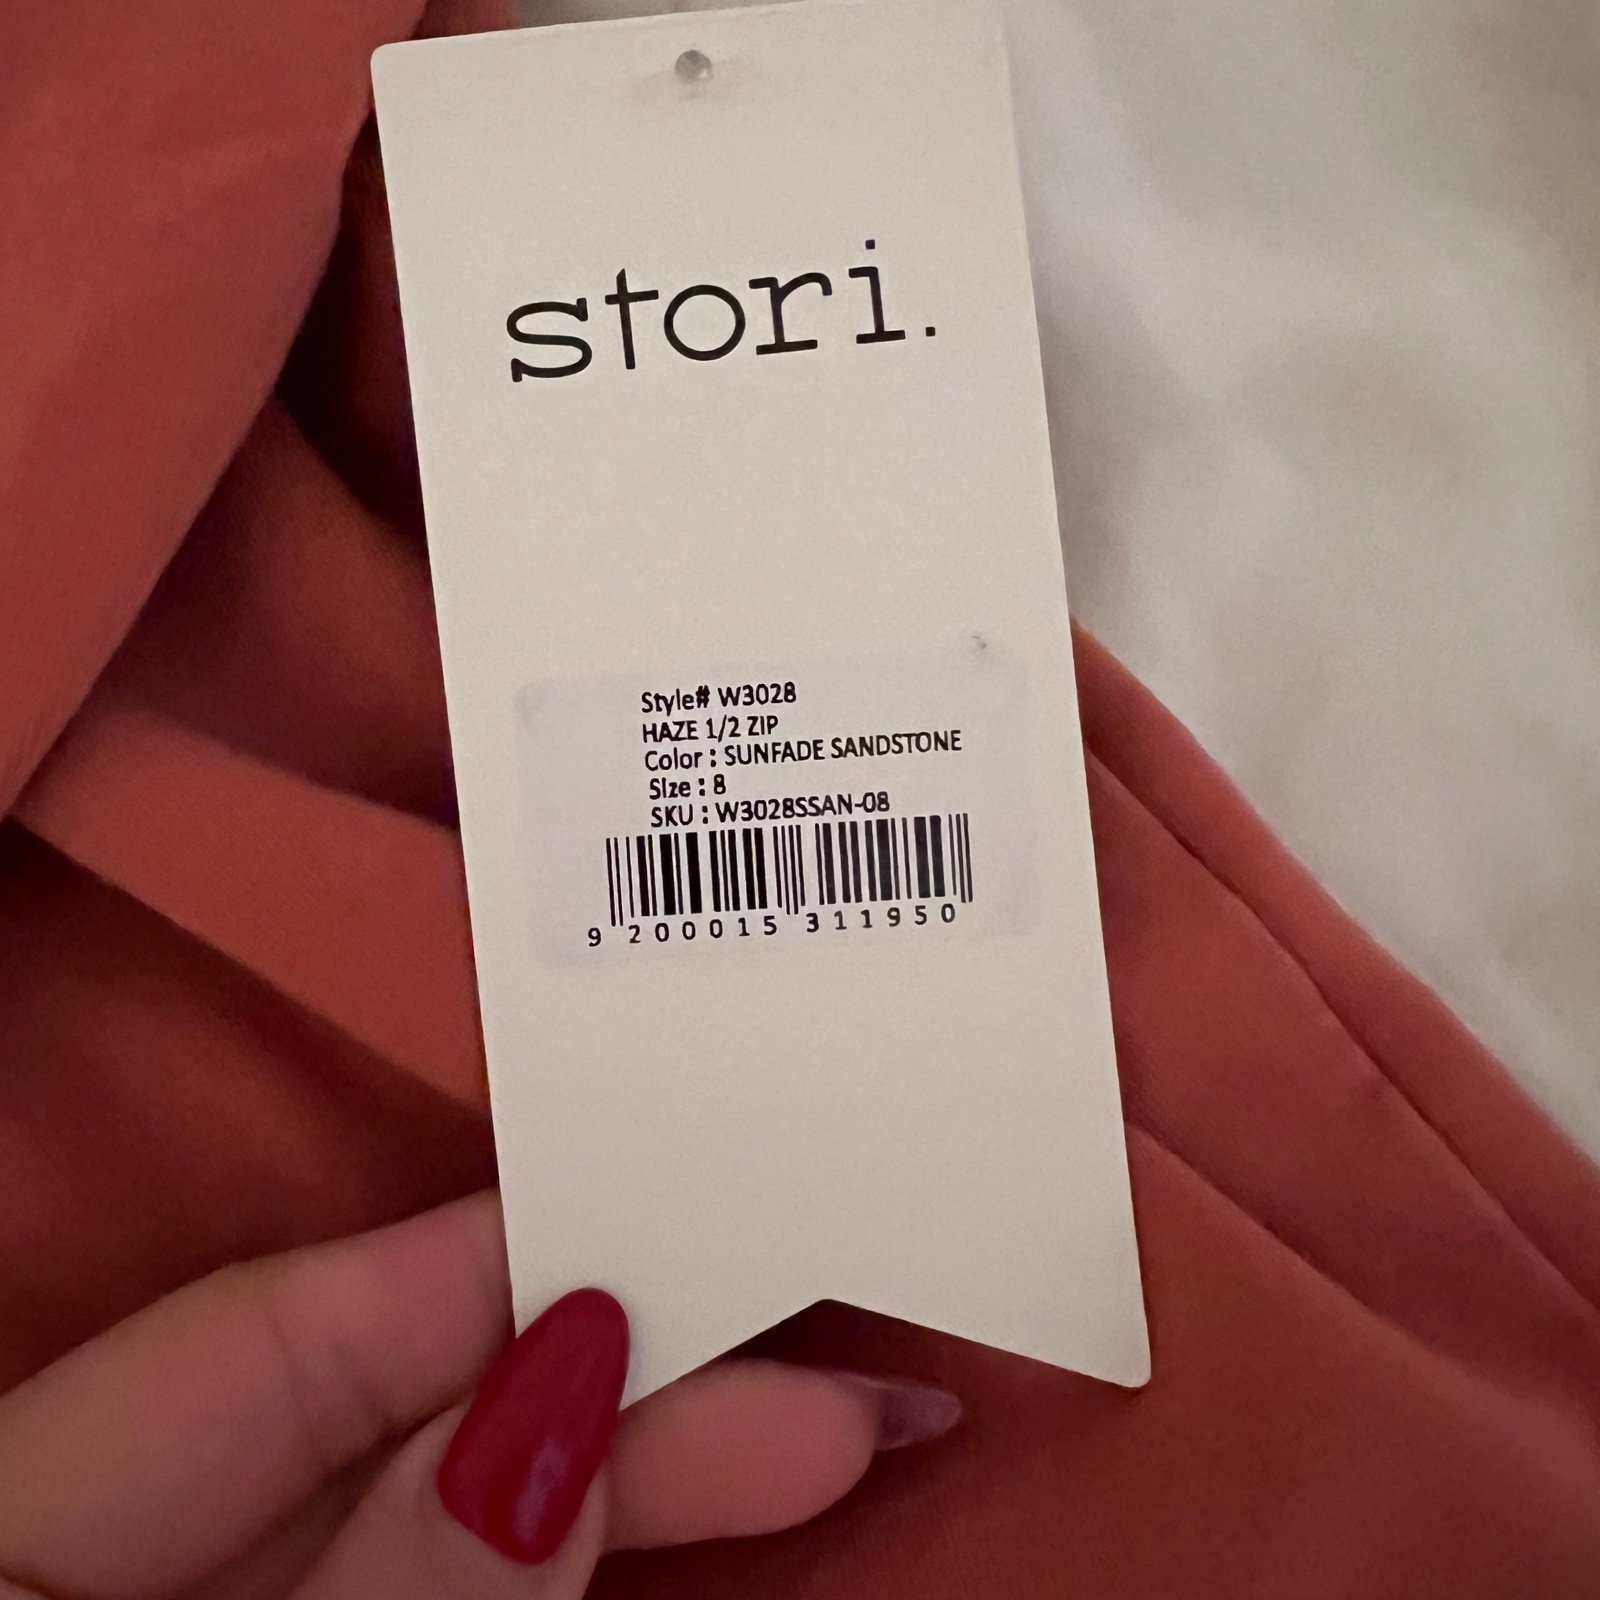 stori.
Style# W3028
HAZE 1/2 ZIP
Color : SUNFADE SANDSTONE
Size : 8
SKU : W3028SSAN-08
9 200015 311950